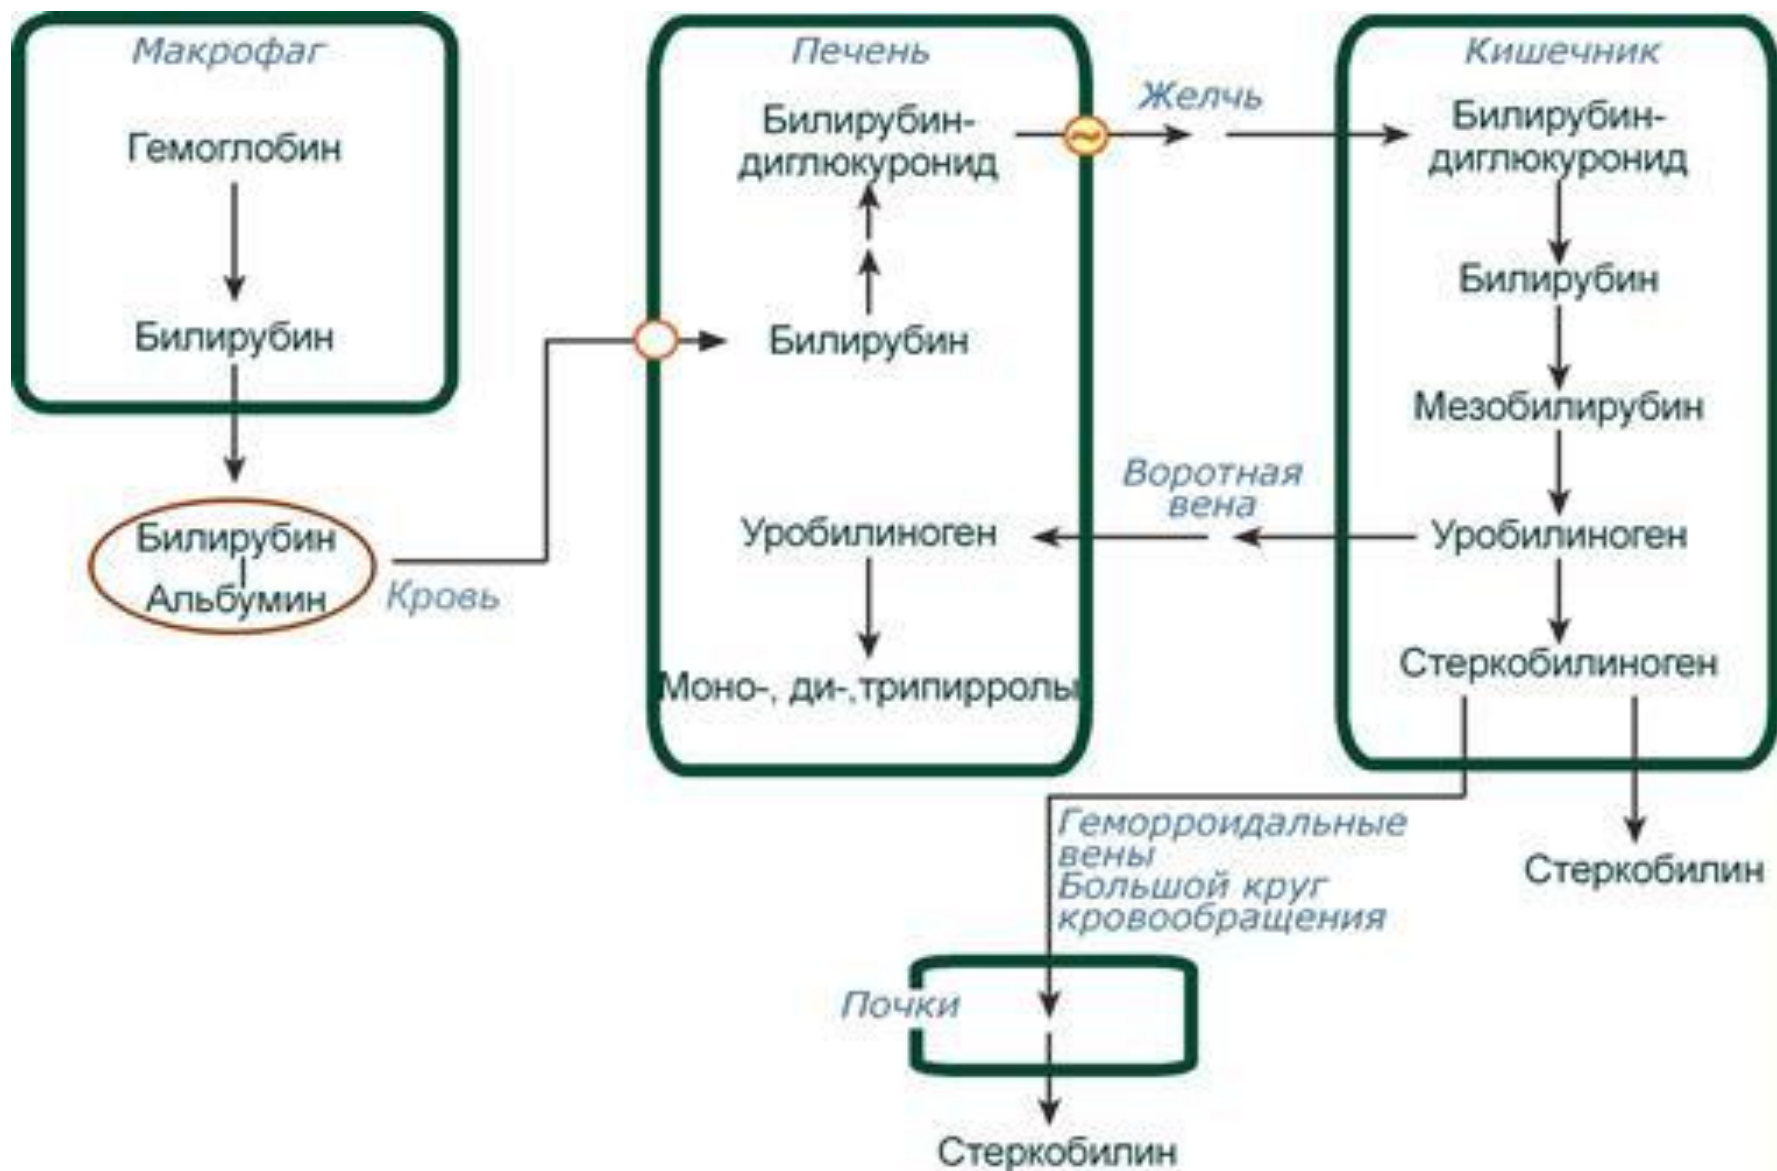 Макрофаг
Гемоглобин
Билирубин
Билирубин
Альбумин
Кровь
Печень
Билирубин-
диглюкуронид
Билирубин
Уробилиноген
Моно-, ди-,трипирролы
Желчь
Воротная
вена
Кишечник
Билирубин-
диглюкуронид
Билирубин
Мезобилирубин
Уробилиноген
Стеркобилиноген
Стеркобилин
Геморроидальные
вены
Большой круг
кровообращения
Почки
Стеркобилин